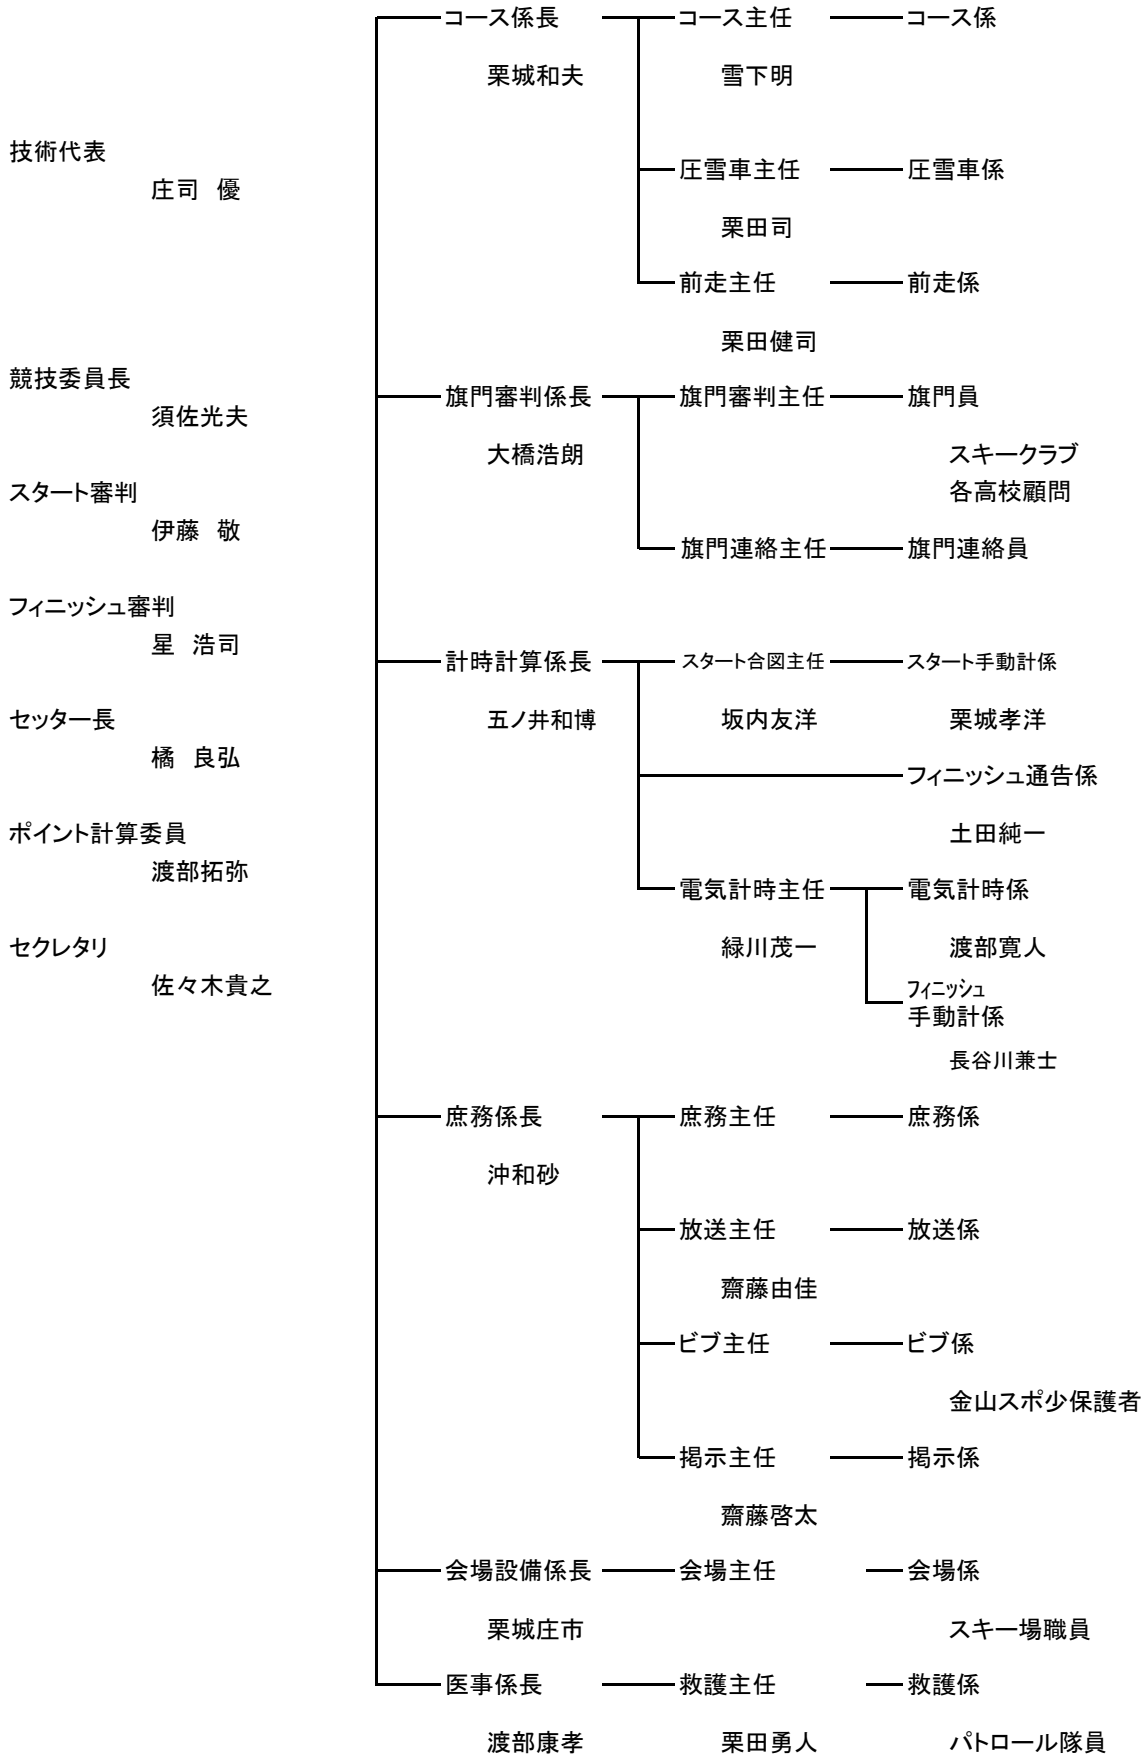 コース係長 コース主任 コース係
栗城和夫 雪下明
技術代表
庄司 優
圧雪車主任 圧雪車係
栗田司
前走主任 前走係
栗田健司
競技委員長
須佐光夫
旗門審判係長 旗門審判主任 旗門員
大橋浩朗 スキークラブ
各高校顧問
スタート審判
伊藤 敬
旗門連絡主任 旗門連絡員
フィニッシュ審判
星 浩司
計時計算係長 スタート合図主任 スタート手動計係
五ノ井和博 坂内友洋 栗城孝洋
セッター長
橘 良弘
フィニッシュ通告係
土田純一
ポイント計算委員
渡部拓弥
電気計時主任 電気計時係
緑川茂一 渡部寛人
セクレタリ
佐々木貴之
フィニッシュ
手動計係
長谷川兼士
庶務係長 庶務主任 庶務係
沖和砂
放送主任 放送係
齋藤由佳
ビブ主任 ビブ係
金山スポ少保護者
掲示主任 掲示係
齋藤啓太
会場設備係長 会場主任 会場係
栗城庄市 スキー場職員
医事係長 救護主任 救護係
渡部康孝 栗田勇人 パトロール隊員